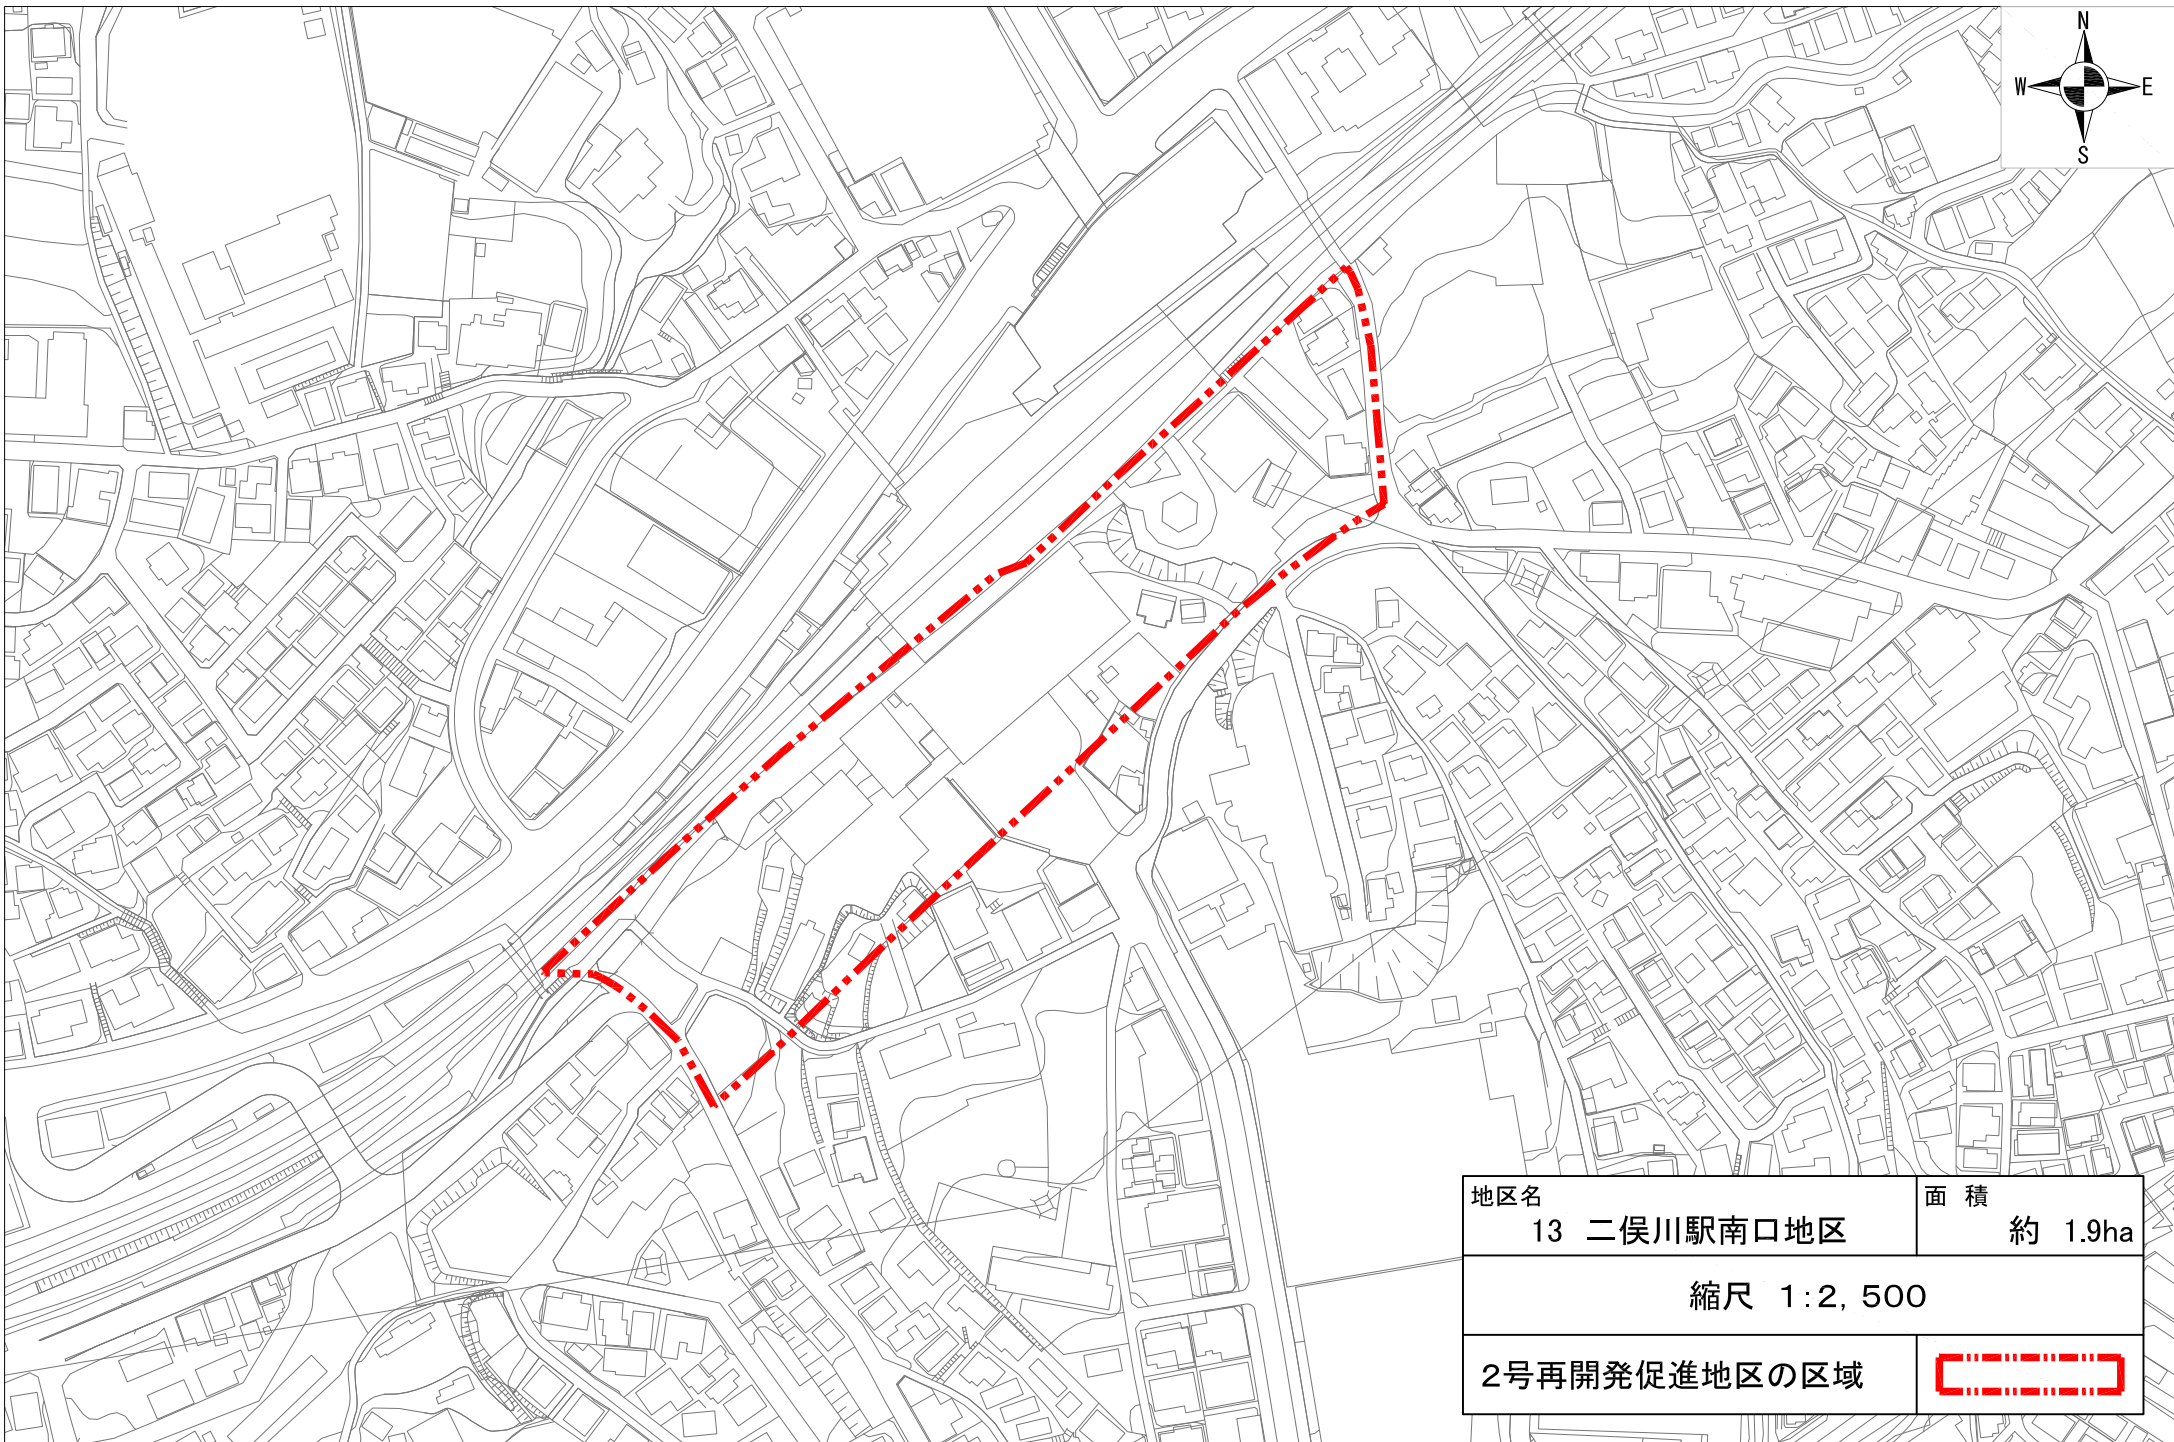 N
W E
S
地区名
13 二俣川駅南口地区
面 積
約 1.9ha
縮尺 1:2,500
2号再開発促進地区の区域